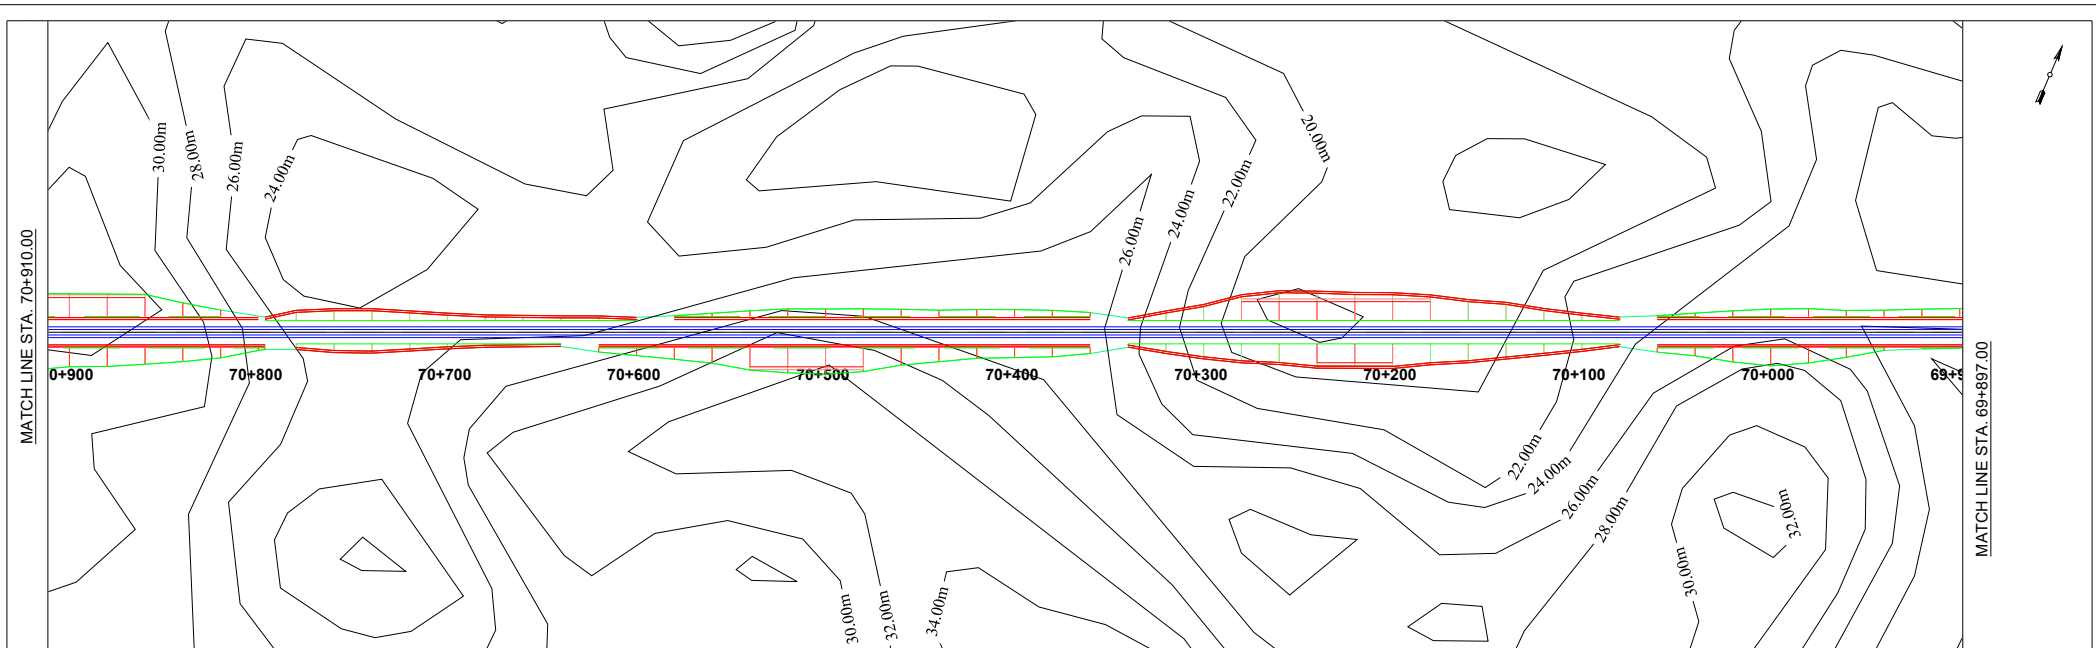 MATCH LINE STA. 70+910.00
30.00m
28.00m
26.00m
24.00m
26.00m
24.00m
22.00m
20.00m
0+900
70+800
70+700
70+600
70+500
70+400
70+300
70+200
70+100
70+000
69+9
MATCH LINE STA. 69+897.00
30.00m
32.00m
34.00m
22.00m
24.00m
26.00m
28.00m
30.00m
32.00m